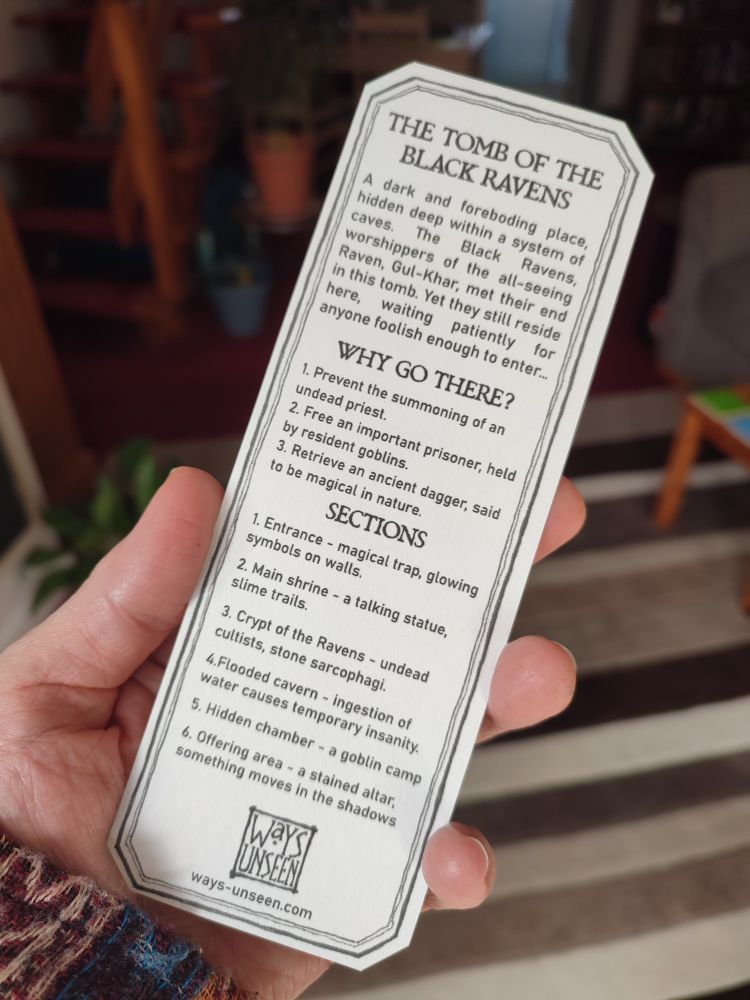 THE TOMB OF THE
BLACK RAVENS
A dark and foreboding place,
hidden deep within a system of
caves. The Black Ravens,
worshippers of the all-seeing
Raven, Gul-Khar, met their end
in this tomb. Yet they still reside
here, waiting patiently for
anyone foolish enough to enter...
WHY GO THERE?
1. Prevent the summoning of an
undead priest.
2. Free an important prisoner, held
by resident goblins.
3. Retrieve an ancient dagger, said
to be magical in nature.
SECTIONS
1. Entrance - magical trap, glowing
symbols on walls.
2. Main shrine - a talking statue,
slime trails.
3. Crypt of the Ravens - undead
cultists, stone sarcophagi.
4.Flooded cavern - ingestion of
water causes temporary insanity.
5. Hidden chamber - a goblin camp
6. Offering area - a stained altar,
something moves in the shadows
WAYS
UNSEEN
ways-unseen.com